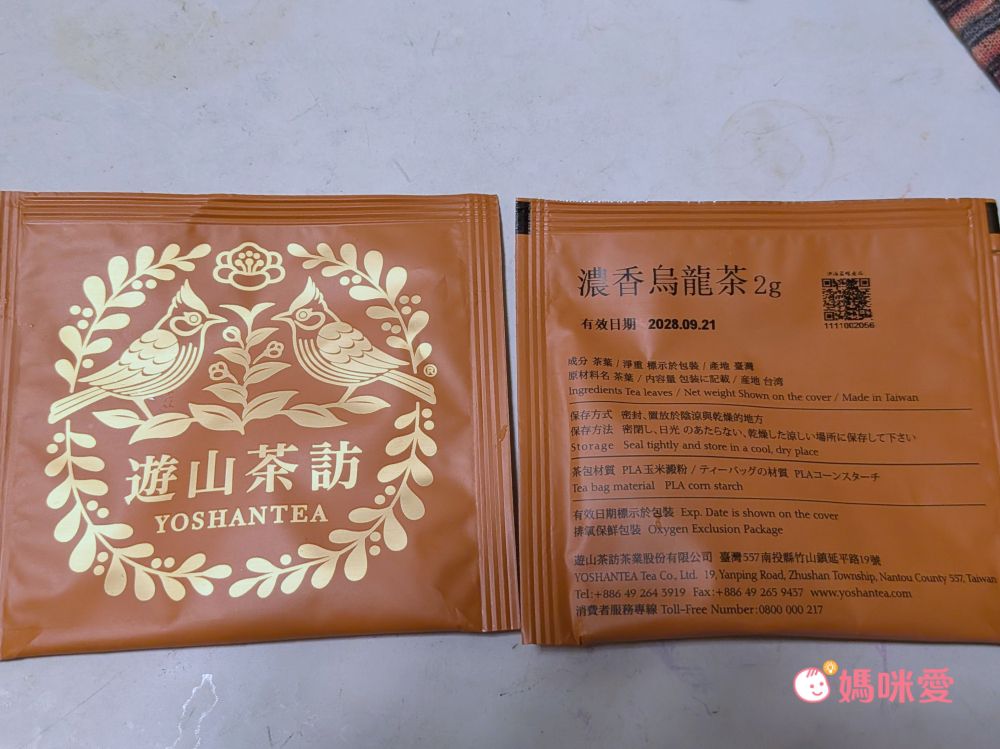 遊山茶訪
YOSHANTEA
®
濃香烏龍茶 2g
有效日期 2028.09.21
1111002056
成分 茶葉 / 淨重 標示於包裝 / 產地 臺灣
原材料名 茶葉 / 内容量 包装に記載 / 産地 台湾
Ingredients Tea leaves / Net weight Shown on the cover / Made in Taiwan
保存方式 密封、置放於陰涼與乾燥的地方
保存方法 密閉し、日光 のあたらない、乾燥した涼しい場所に保存して下さい
Storage Seal tightly and store in a cool, dry place
茶包材質 PLA玉米澱粉 / ティーバッグの材質 PLAコーンスターチ
Tea bag material PLA corn starch
有效日期標示於包裝 Exp. Date is shown on the cover
排氧保鮮包裝 Oxygen Exclusion Package
遊山茶訪茶業股份有限公司 臺灣557南投縣竹山鎮延平路19號
YOSHANTEA Tea Co., Ltd. 19, Yanping Road, Zhushan Township, Nantou County 557, Taiwan
Tel:+886 49 264 3919 Fax:+886 49 265 9437 www.yoshantea.com
消費者服務專線 Toll-Free Number:0800 000 217
媽咪愛